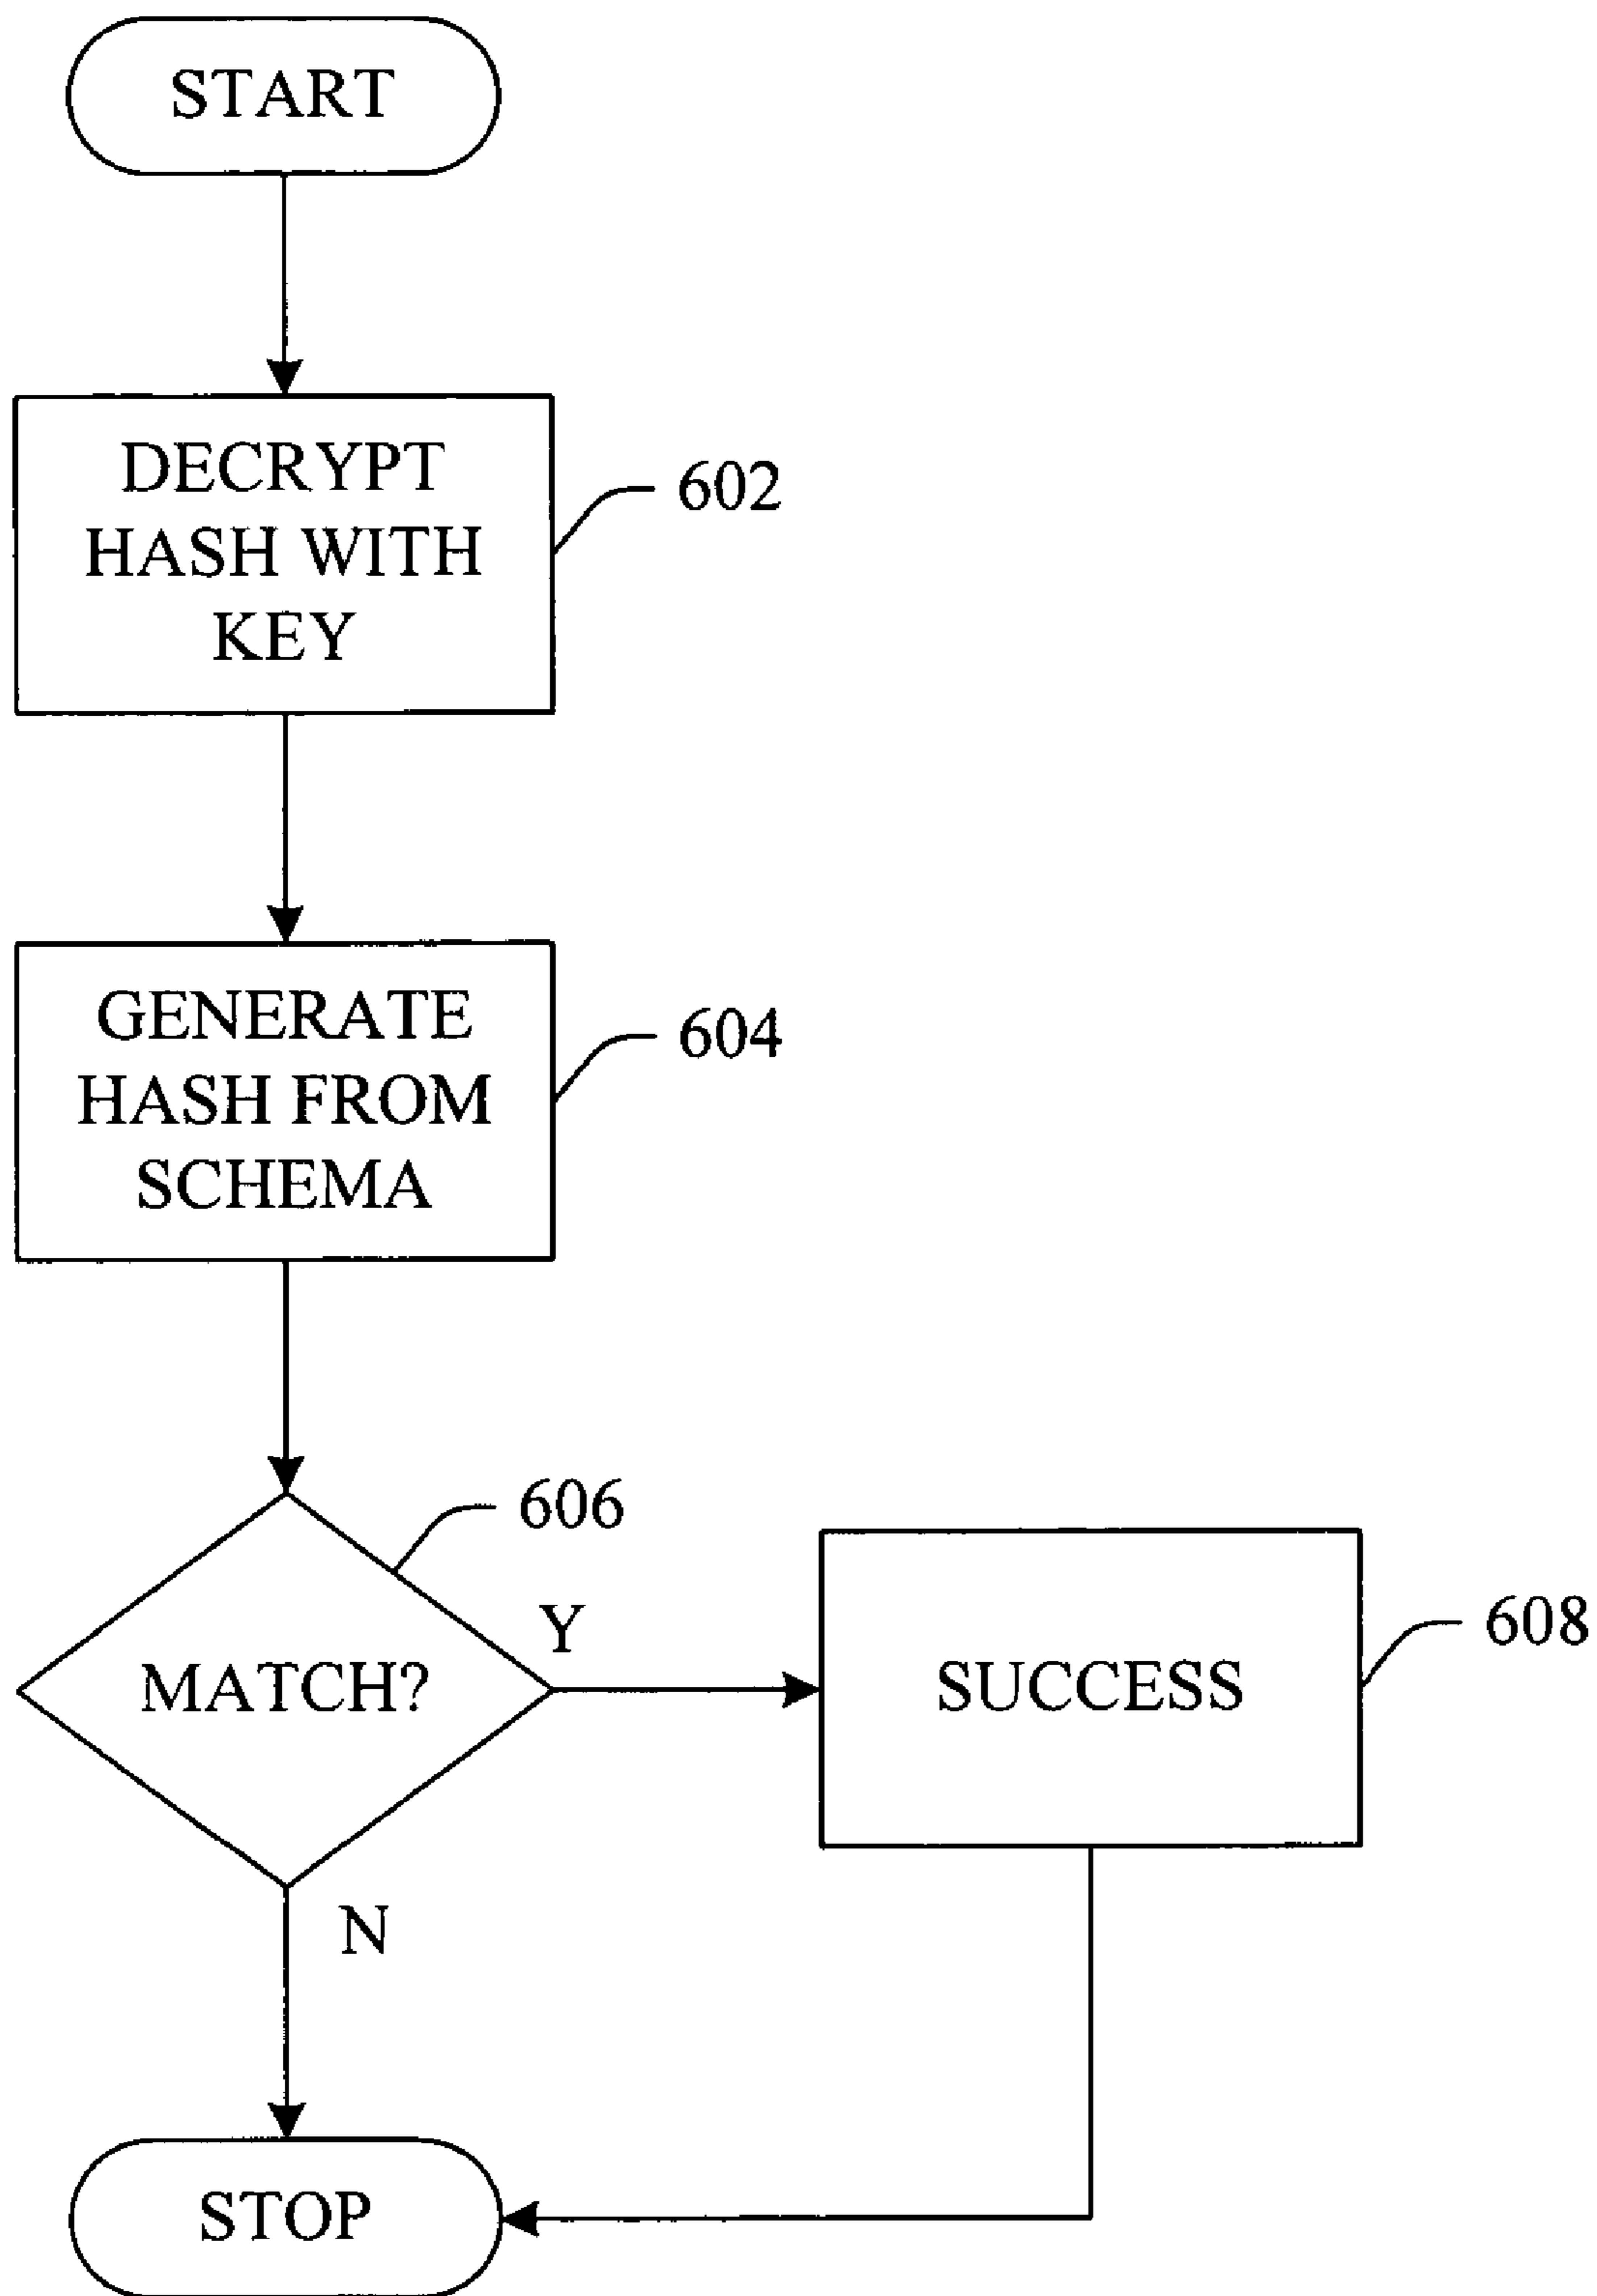 START
DECRYPT
HASH WITH
KEY
602
GENERATE
HASH FROM
SCHEMA
604
606
MATCH?
Y
SUCCESS
608
N
STOP